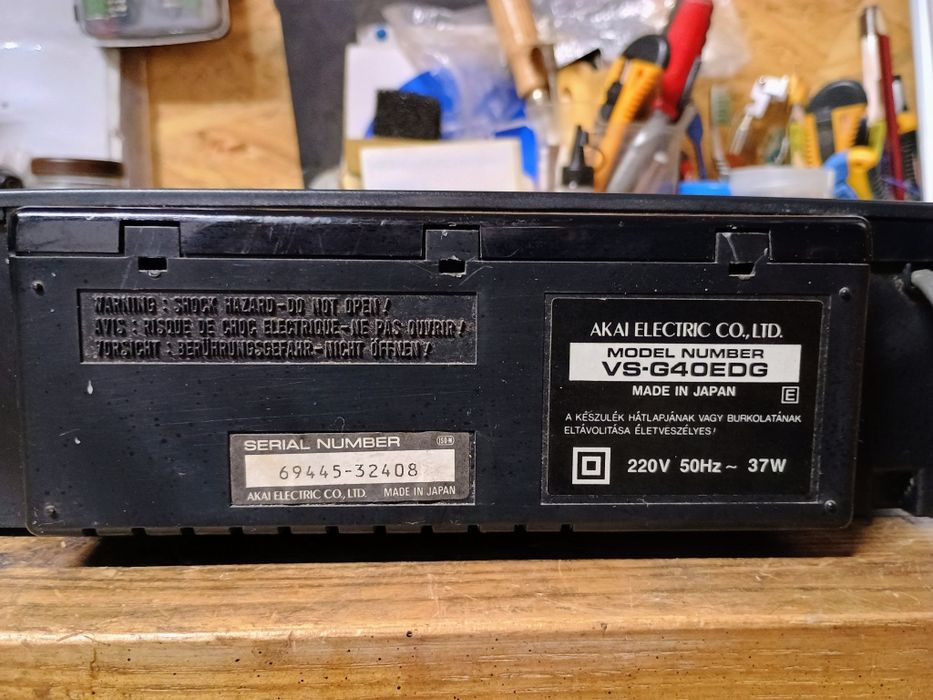 WARNING : SHOCK HAZARD-DO NOT OPEN!
AVIS : RISQUE DE CHOC ELECTRIQUE-NE PAS OUVRIR!
VORSICHT : BERÜHRUNGSGEFAHR-NICHT ÖFFNEN!
SERIAL NUMBER
ISO-M
69445-32408
AKAI ELECTRIC CO., LTD. MADE IN JAPAN
AKAI ELECTRIC CO., LTD.
MODEL NUMBER
VS-G40EDG
MADE IN JAPAN E
A KÉSZÜLÉK HÁTLAPJÁNAK VAGY BURKOLATÁNAK
ELTÁVOLITÁSA ÉLETVESZÉLYES!
220V 50Hz~ 37W